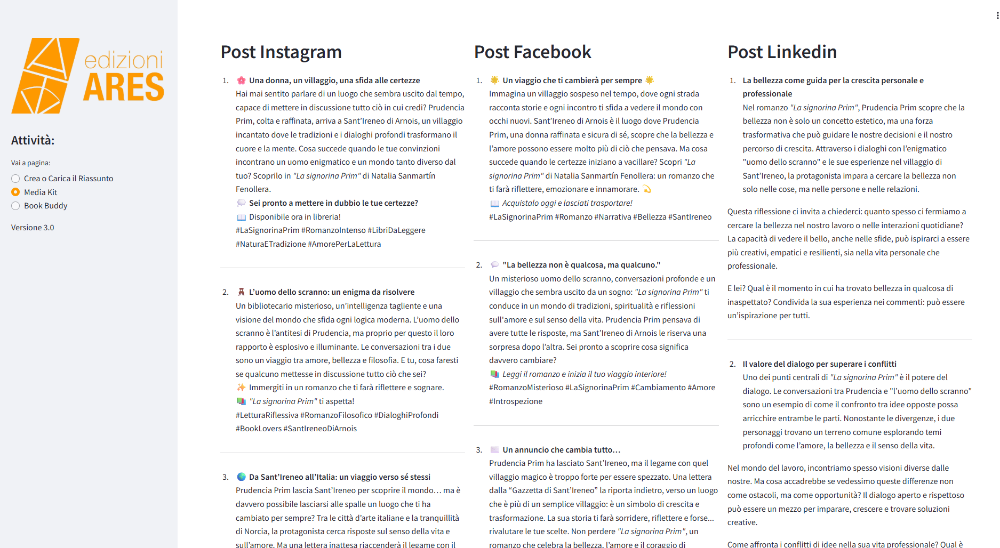 edizioni
ARES
Attività:
Vai a pagina:
Crea o Carica il Riassunto
Media Kit
Book Buddy
Versione 3.0
Post Instagram
1. Una donna, un villaggio, una sfida alle certezze
Hai mai sentito parlare di un luogo che sembra uscito dal tempo,
capace di mettere in discussione tutto ciò in cui credi? Prudencia
Prim, colta e raffinata, arriva a Sant’Ireneo di Arnois, un villaggio
incantato dove le tradizioni e i dialoghi profondi trasformano il
cuore e la mente. Cosa succede quando le tue convinzioni
incontrano un uomo enigmatico e un mondo tanto diverso dal
tuo? Scoprilo in "La signorina Prim" di Natalia Sanmartín
Fenollera.
Sei pronto a mettere in dubbio le tue certezze?
Disponibile ora in libreria!
#LaSignorinaPrim #RomanzoIntenso #LibriDaLeggere
#NaturaETradizione #AmorePerLaLettura
2. L’uomo dello scranno: un enigma da risolvere
Un bibliotecario misterioso, un’intelligenza tagliente e una
visione del mondo che sfida ogni logica moderna. L’uomo dello
scranno è l’antitesi di Prudencia, ma proprio per questo il loro
rapporto è esplosivo e illuminante. Le conversazioni tra i due
sono un viaggio tra amore, bellezza e filosofia. E tu, cosa faresti
se qualcuno mettesse in discussione tutto ciò che sei?
Immergiti in un romanzo che ti farà riflettere e sognare.
"La signorina Prim" ti aspetta!
#LetturaRiflessiva #RomanzoFilosofico #DialoghiProfondi
#BookLovers #SantIreneoDiArnois
3. Da Sant’Ireneo all’Italia: un viaggio verso sé stessi
Prudencia Prim lascia Sant’Ireneo per scoprire il mondo… ma è
davvero possibile lasciarsi alle spalle un luogo che ti ha
cambiato per sempre? Tra le città d’arte italiane e la tranquillità
di Norcia, la protagonista cerca risposte sul senso della vita e
sull’amore. Ma una lettera inattesa riaccenderà il legame con il
Post Facebook
1. Un viaggio che ti cambierà per sempre
Immagina un villaggio sospeso nel tempo, dove ogni strada
racconta storie e ogni incontro ti sfida a vedere il mondo con
occhi nuovi. Sant’Ireneo di Arnois è il luogo dove Prudencia
Prim, una donna raffinata e sicura di sé, scopre che la bellezza e
l’amore possono essere molto più di ciò che pensava. Ma cosa
succede quando le certezze iniziano a vacillare? Scopri "La
signorina Prim" di Natalia Sanmartín Fenollera: un romanzo che
ti farà riflettere, emozionare e innamorare.
Acquistalo oggi e lasciati trasportare!
#LaSignorinaPrim #Romanzo #Narrativa #Bellezza #SantIreneo
2. "La bellezza non è qualcosa, ma qualcuno."
Un misterioso uomo dello scranno, conversazioni profonde e un
villaggio che sembra uscito da un sogno: "La signorina Prim" ti
conduce in un mondo di tradizioni, spiritualità e riflessioni
sull'amore e sul senso della vita. Prudencia Prim pensava di
avere tutte le risposte, ma Sant’Ireneo di Arnois le riserva una
sorpresa dopo l’altra. Sei pronto a scoprire cosa significa
davvero cambiare?
Leggi il romanzo e inizia il tuo viaggio interiore!
#RomanzoMisterioso #LaSignorinaPrim #Cambiamento #Amore
#Introspezione
3. Un annuncio che cambia tutto…
Prudencia Prim ha lasciato Sant’Ireneo, ma il legame con quel
villaggio magico è troppo forte per essere spezzato. Una lettera
dalla “Gazzetta di Sant’Ireneo” la riporta indietro, verso un luogo
che è più di un semplice villaggio: è un simbolo di crescita e
trasformazione. La sua storia ti farà sorridere, riflettere e forse...
rivalutare le tue scelte. Non perdere "La signorina Prim", un
romanzo che celebra la bellezza, l’amore e il coraggio di
Post Linkedin
1. La bellezza come guida per la crescita personale e
professionale
Nel romanzo "La signorina Prim", Prudencia Prim scopre che la
bellezza non è solo un concetto estetico, ma una forza
trasformativa che può guidare le nostre decisioni e il nostro
percorso di crescita. Attraverso i dialoghi con l’enigmatico
"uomo dello scranno" e le sue esperienze nel villaggio di
Sant’Ireneo, la protagonista impara a cercare la bellezza non
solo nelle cose, ma nelle persone e nelle relazioni.
Questa riflessione ci invita a chiederci: quanto spesso ci fermiamo a
cercare la bellezza nel nostro lavoro o nelle interazioni quotidiane?
La capacità di vedere il bello, anche nelle sfide, può ispirarci a essere
più creativi, empatici e resilienti, sia nella vita personale che
professionale.
E lei? Qual è il momento in cui ha trovato bellezza in qualcosa di
inaspettato? Condivida la sua esperienza nei commenti: può essere
un’ispirazione per tutti.
2. Il valore del dialogo per superare i conflitti
Uno dei punti centrali di "La signorina Prim" è il potere del
dialogo. Le conversazioni tra Prudencia e "l’uomo dello scranno"
sono un esempio di come il confronto tra idee opposte possa
arricchire entrambe le parti. Nonostante le divergenze, i due
personaggi trovano un terreno comune esplorando temi
profondi come l’amore, la bellezza e il senso della vita.
Nel mondo del lavoro, incontriamo spesso visioni diverse dalle
nostre. Ma cosa accadrebbe se vedessimo queste differenze non
come ostacoli, ma come opportunità? Il dialogo aperto e rispettoso
può essere un mezzo per imparare, crescere e trovare soluzioni
creative.
Come affronta i conflitti di idee nella sua vita professionale? Qual è